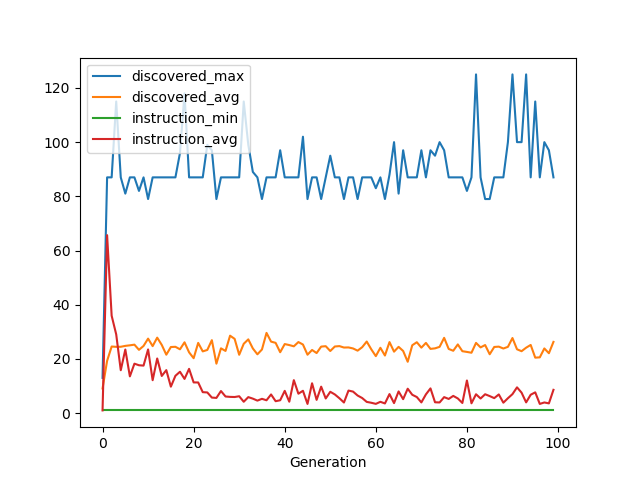 discovered_max
discovered_avg
instruction_min
instruction_avg
120
100
80
60
40
20
0
0 20 40 60 80 100
Generation